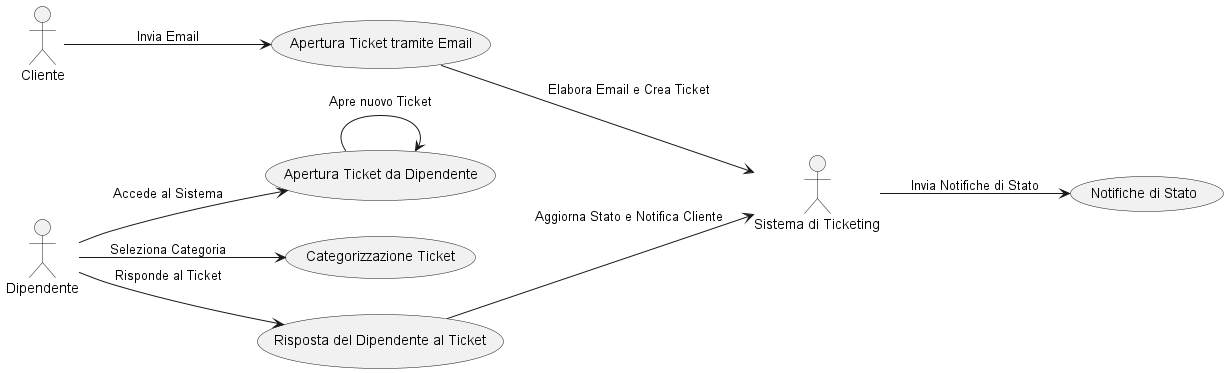 Invia Email
Apertura Ticket tramite Email
Cliente
Elabora Email e Crea Ticket
Apre nuovo Ticket
Apertura Ticket da Dipendente
Accede al Sistema
Invia Notifiche di Stato
Notifiche di Stato
Aggiorna Stato e Notifica Cliente
Sistema di Ticketing
Seleziona Categoria
Categorizzazione Ticket
Risponde al Ticket
Dipendente
Risposta del Dipendente al Ticket